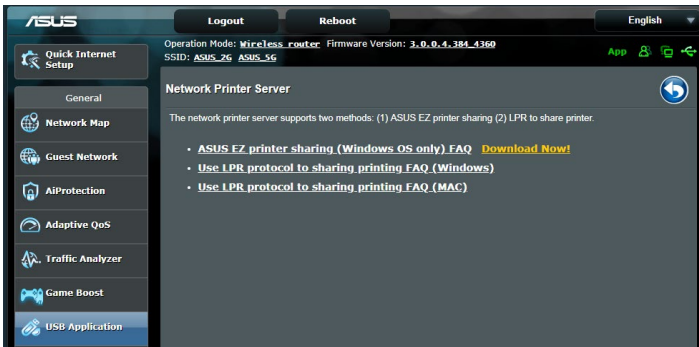 ASUS
Logout
Reboot
English
Quick Internet
Setup
Operation Mode: Wireless router Firmware Version: 3.0.0.4.384_4360
SSID: ASUS_2G ASUS_5G
App
General
Network Map
Guest Network
AiProtection
Adaptive QoS
Traffic Analyzer
Game Boost
USB Application
Network Printer Server
The network printer server supports two methods: (1) ASUS EZ printer sharing (2) LPR to share printer.
ASUS EZ printer sharing (Windows OS only) FAQ Download Now!
Use LPR protocol to sharing printing FAQ (Windows)
Use LPR protocol to sharing printing FAQ (MAC)